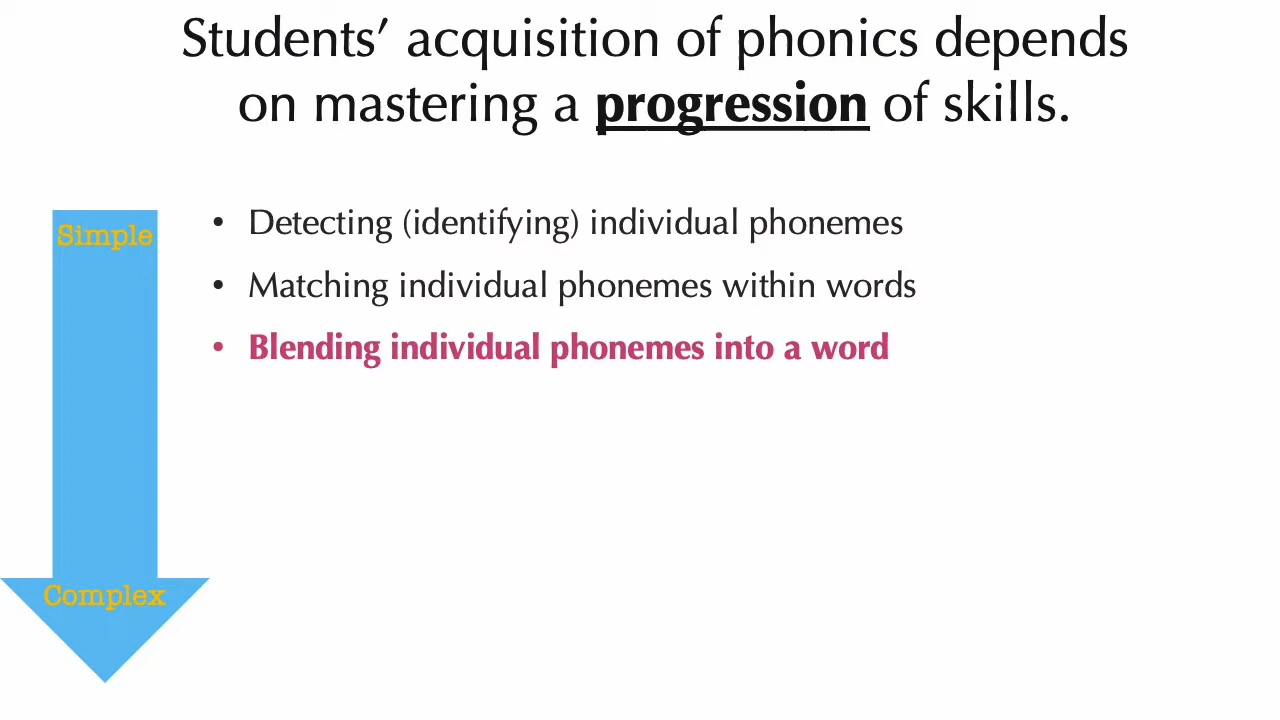 Students’ acquisition of phonics depends
on mastering a progression of skills.
Simple
• Detecting (identifying) individual phonemes
• Matching individual phonemes within words
• Blending individual phonemes into a word
Complex